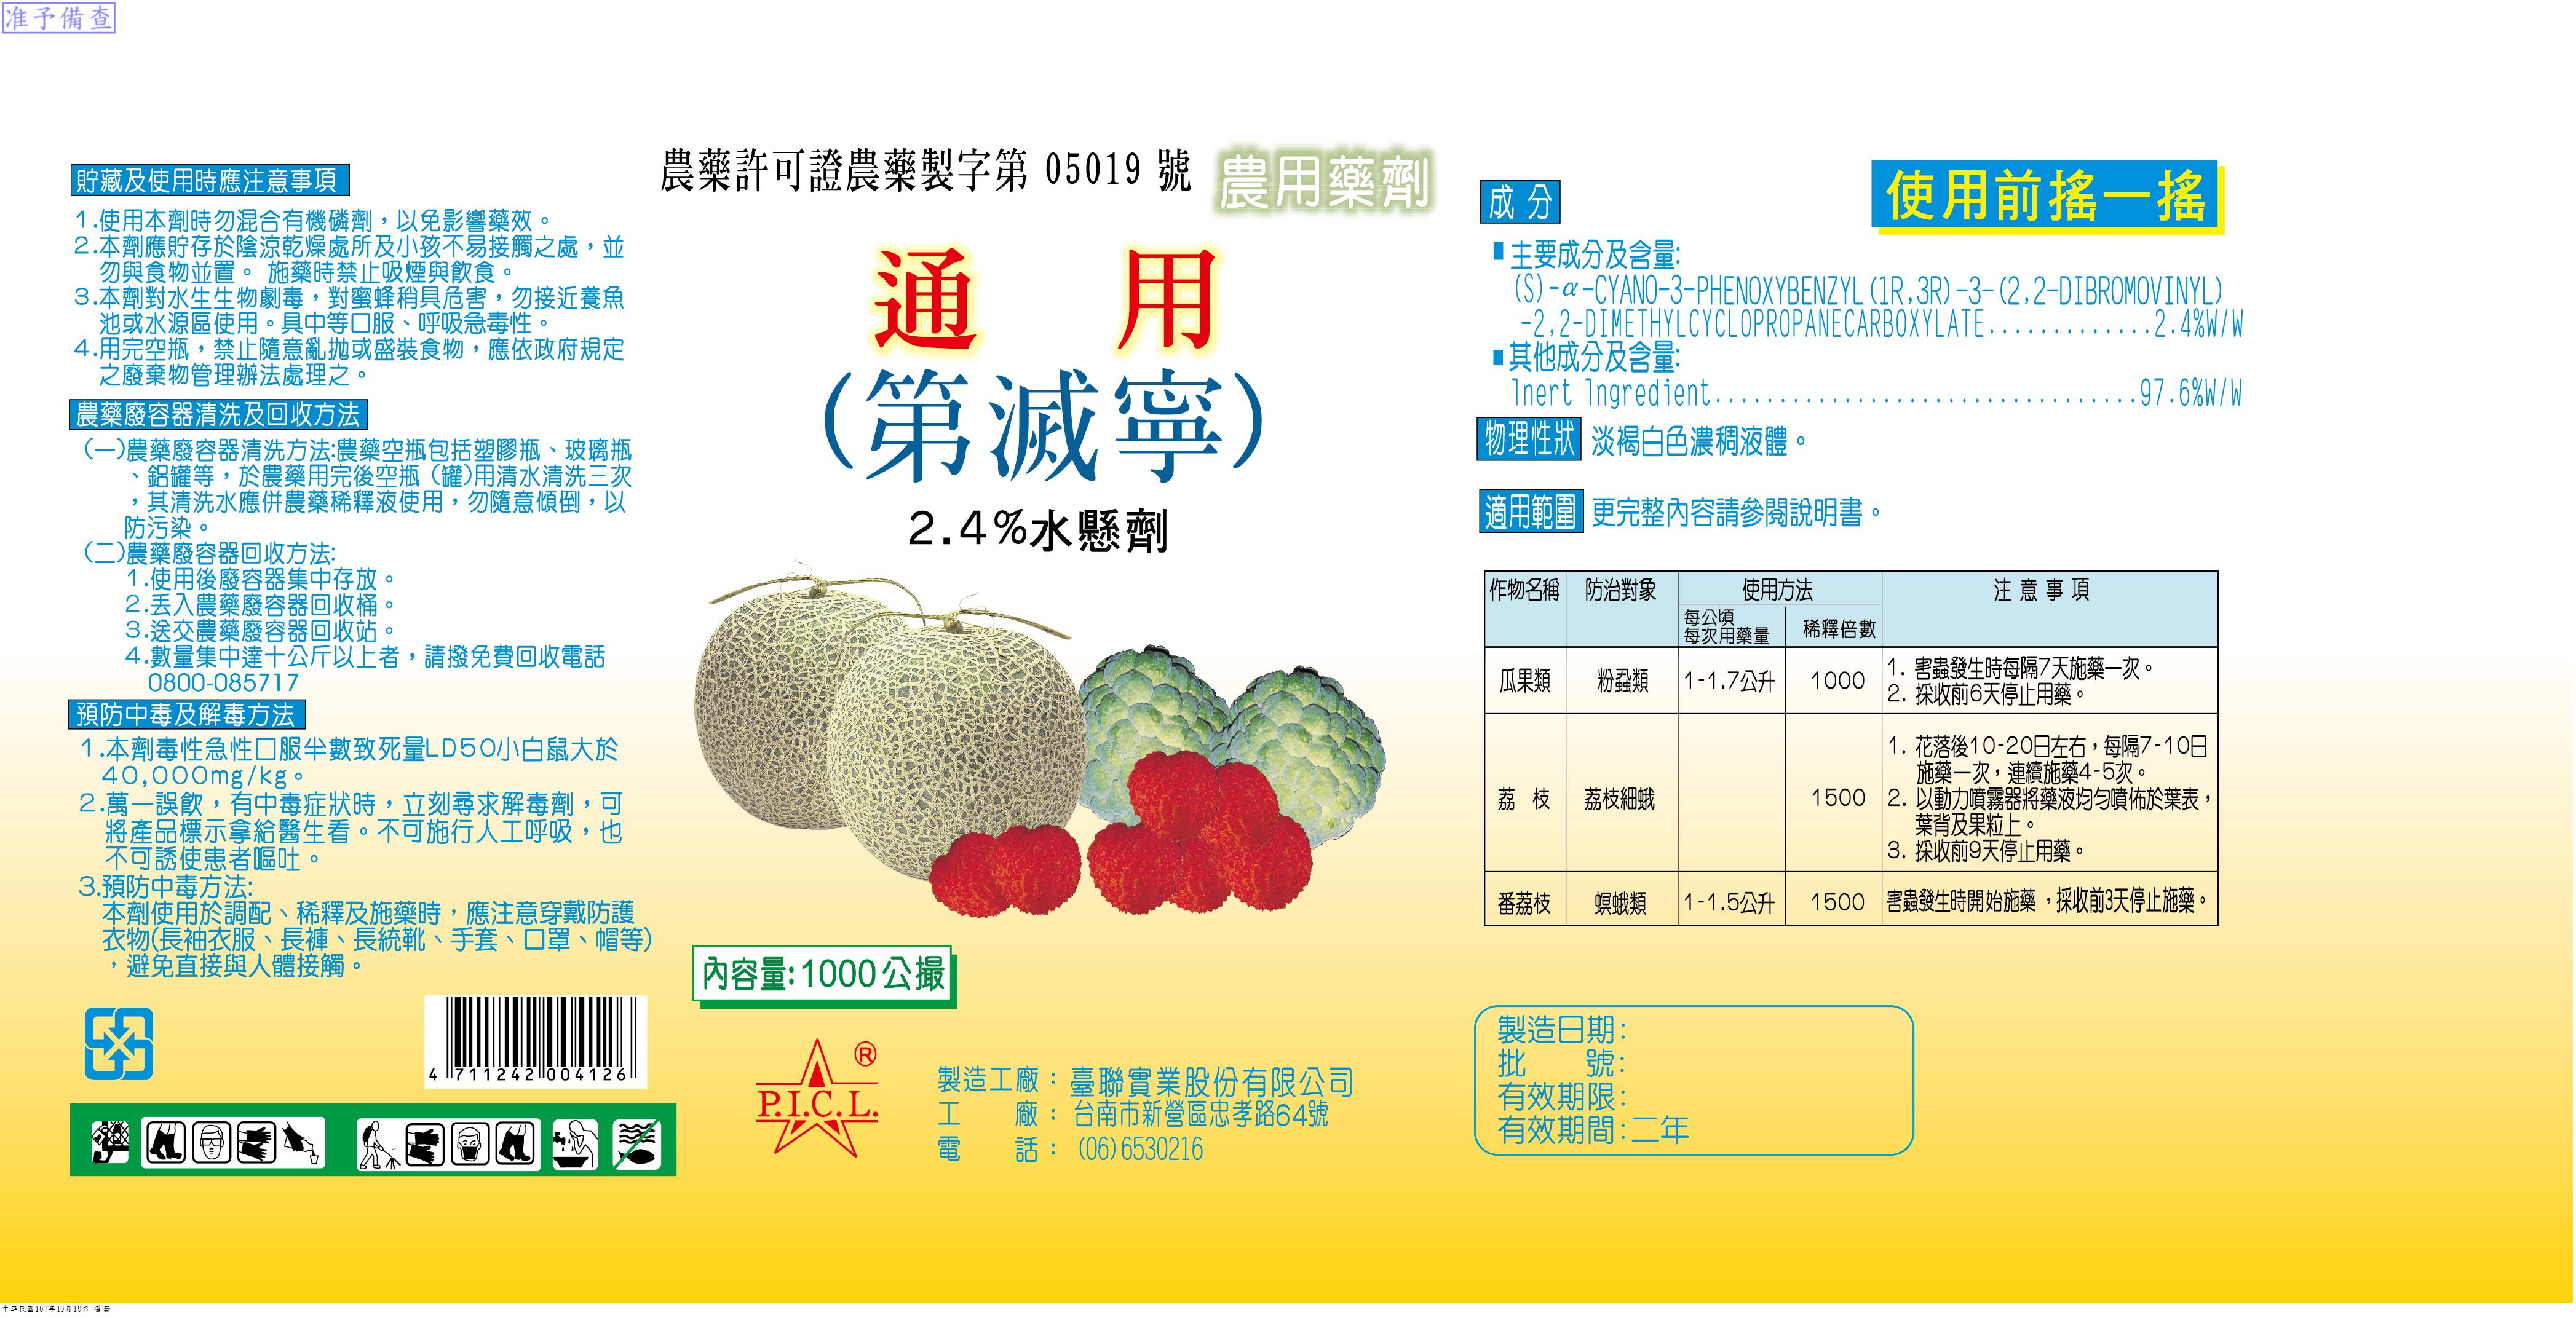 准予備查
貯藏及使用時應注意事項
1.使用本劑時勿混合有機磷劑，以免影響藥效。
2.本劑應貯存於陰涼乾燥處所及小孩不易接觸之處，並
勿與食物並置。 施藥時禁止吸煙與飲食。
3.本劑對水生生物劇毒，對蜜蜂稍具危害，勿接近養魚
池或水源區使用。具中等口服、呼吸急毒性。
4.用完空瓶，禁止隨意亂拋或盛裝食物，應依政府規定
之廢棄物管理辦法處理之。
農藥廢容器清洗及回收方法
(一)農藥廢容器清洗方法:農藥空瓶包括塑膠瓶、玻璃瓶
、鋁罐等，於農藥用完後空瓶 (罐)用清水清洗三次
，其清洗水應併農藥稀釋液使用，勿隨意傾倒，以
防污染。
(二)農藥廢容器回收方法:
1.使用後廢容器集中存放。
2.丟入農藥廢容器回收桶。
3.送交農藥廢容器回收站。
4.數量集中達十公斤以上者，請撥免費回收電話
0800-085717
預防中毒及解毒方法
1.本劑毒性急性口服半數致死量LD50小白鼠大於
40,000mg/kg。
2.萬一誤飲，有中毒症狀時，立刻尋求解毒劑，可
將產品標示拿給醫生看。不可施行人工呼吸，也
不可誘使患者嘔吐。
3.預防中毒方法:
本劑使用於調配、稀釋及施藥時，應注意穿戴防護
衣物(長袖衣服、長褲、長統靴、手套、口罩、帽等)
，避免直接與人體接觸。
4 711242 004126
農藥許可證農藥製字第 05019 號
農用藥劑
通 用
(第滅寧)
2.4%水懸劑
內容量:1000公撮
®
P.I.C.L.
製造工廠：臺聯實業股份有限公司
工 廠：台南市新營區忠孝路64號
電 話：(06)6530216
使用前搖一搖
成 分
主要成分及含量:
(S)-α-CYANO-3-PHENOXYBENZYL(1R,3R)-3-(2,2-DIBROMOVINYL)
-2,2-DIMETHYLCYCLOPROPANECARBOXYLATE.............2.4%W/W
其他成分及含量:
Inert Ingredient.................................97.6%W/W
物理性狀 淡褐白色濃稠液體。
適用範圍 更完整內容請參閱說明書。
作物名稱 防治對象 使用方法 注意事項
每公頃
每次用藥量 稀釋倍數
瓜果類 粉蝨類 1-1.7公升 1000 1. 害蟲發生時每隔7天施藥一次。
2. 採收前6天停止用藥。
荔 枝 荔枝細蛾 1500 1. 花落後10-20日左右，每隔7-10日
施藥一次，連續施藥4-5次。
2. 以動力噴霧器將藥液均勻噴佈於葉表，
葉背及果粒上。
3. 採收前9天停止用藥。
番荔枝 螟蛾類 1-1.5公升 1500 害蟲發生時開始施藥，採收前3天停止施藥。
製造日期:
批 號:
有效期限:
有效期間:二年
中華民國107年10月19日 簽發